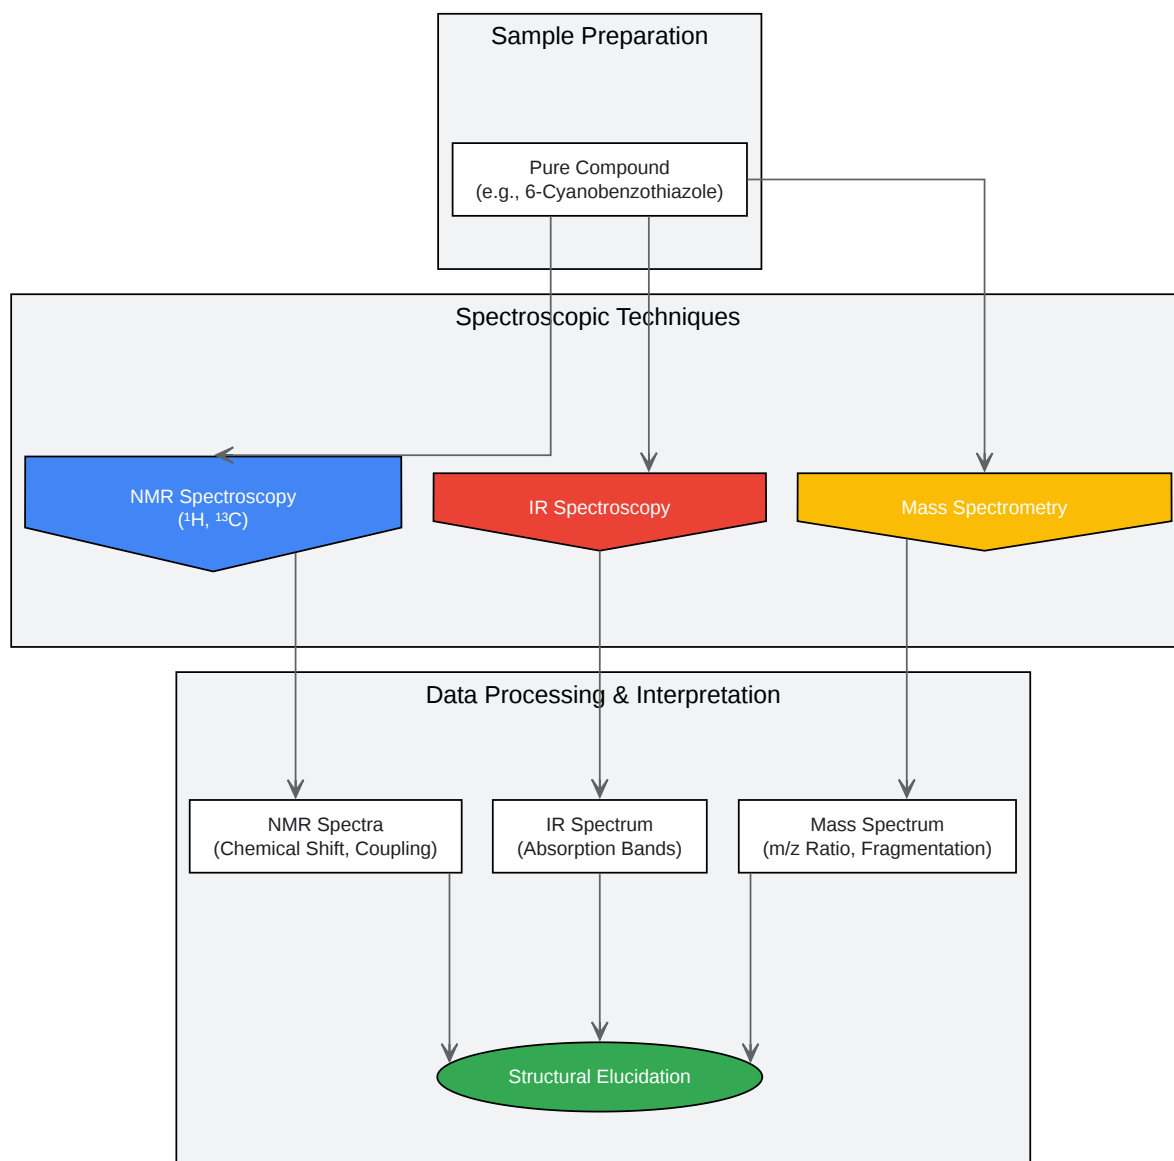 Sample Preparation
Pure Compound
(e.g., 6-Cyanobenzothiazole)
Spectroscopic Techniques
NMR Spectroscopy
(¹H, ¹³C)
IR Spectroscopy
Mass Spectrometry
Data Processing & Interpretation
NMR Spectra
(Chemical Shift, Coupling)
IR Spectrum
(Absorption Bands)
Mass Spectrum
(m/z Ratio, Fragmentation)
Structural Elucidation